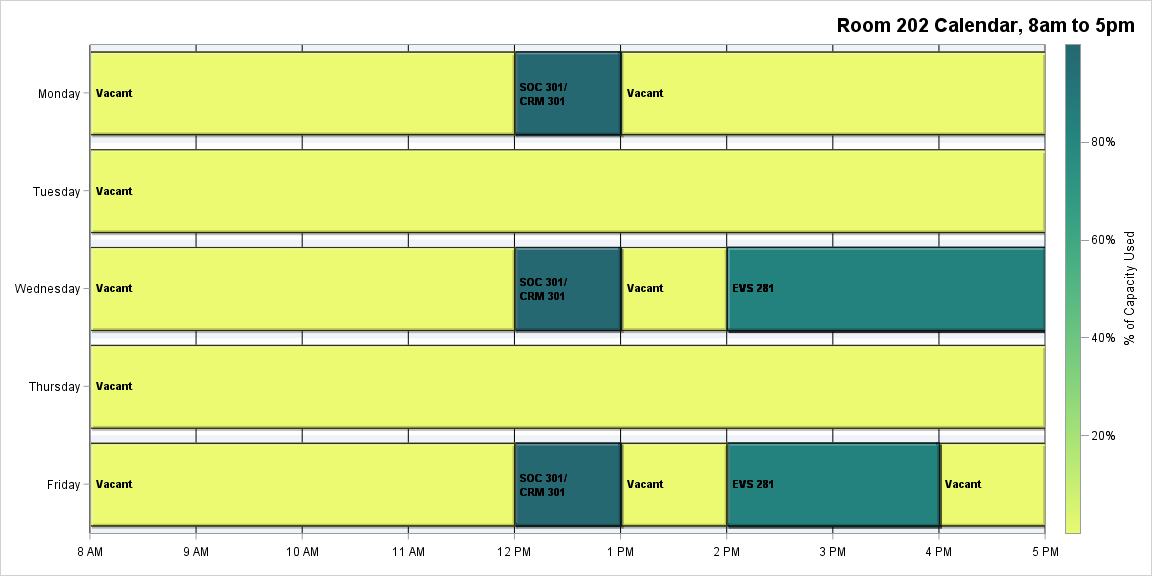 Room 202 Calendar, 8am to 5pm
Monday
Vacant
SOC 301/
CRM 301
Vacant
Tuesday
Vacant
Wednesday
Vacant
SOC 301/
CRM 301
Vacant
EVS 281
Thursday
Vacant
Friday
Vacant
SOC 301/
CRM 301
Vacant
EVS 281
Vacant
8 AM
9 AM
10 AM
11 AM
12 PM
1 PM
2 PM
3 PM
4 PM
5 PM
80%
60%
40%
20%
% of Capacity Used